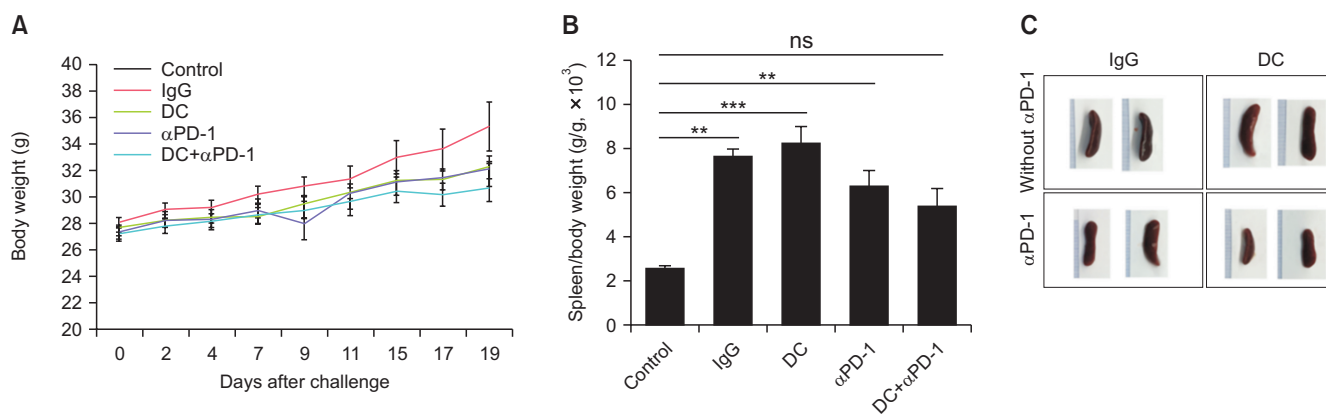 A
Body weight (g)
40
38
36
34
32
30
28
26
24
22
20
Control
IgG
DC
αPD-1
DC+αPD-1
0 2 4 7 9 11 15 17 19
Days after challenge
B
Spleen/body weight (g/g, ×10³)
12
10
8
6
4
2
0
ns
**
***
**
Control IgG DC αPD-1 DC+αPD-1
C
IgG DC
Without αPD-1
αPD-1